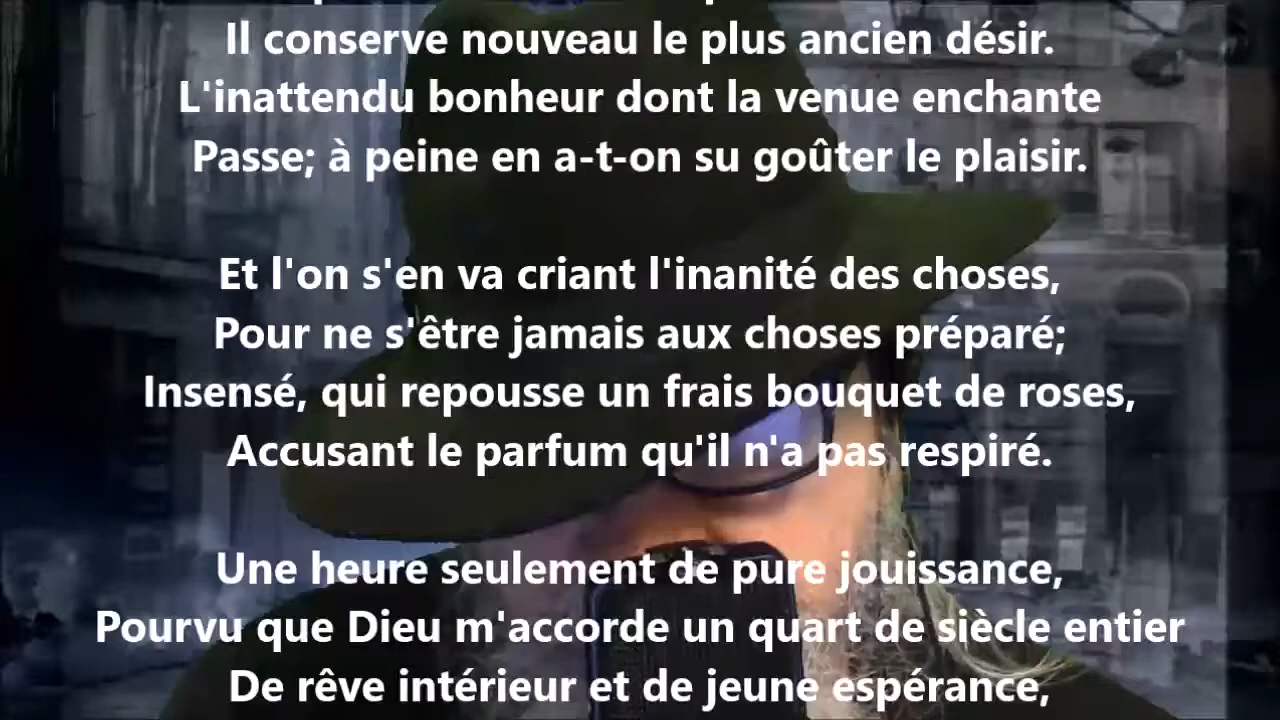 Il conserve nouveau le plus ancien désir.
L'inattendu bonheur dont la venue enchante
Passe; à peine en a-t-on su goûter le plaisir.
Et l'on s'en va criant l'inanité des choses,
Pour ne s'être jamais aux choses préparé;
Insensé, qui repousse un frais bouquet de roses,
Accusant le parfum qu'il n'a pas respiré.
Une heure seulement de pure jouissance,
Pourvu que Dieu m'accorde un quart de siècle entier
De rêve intérieur et de jeune espérance,